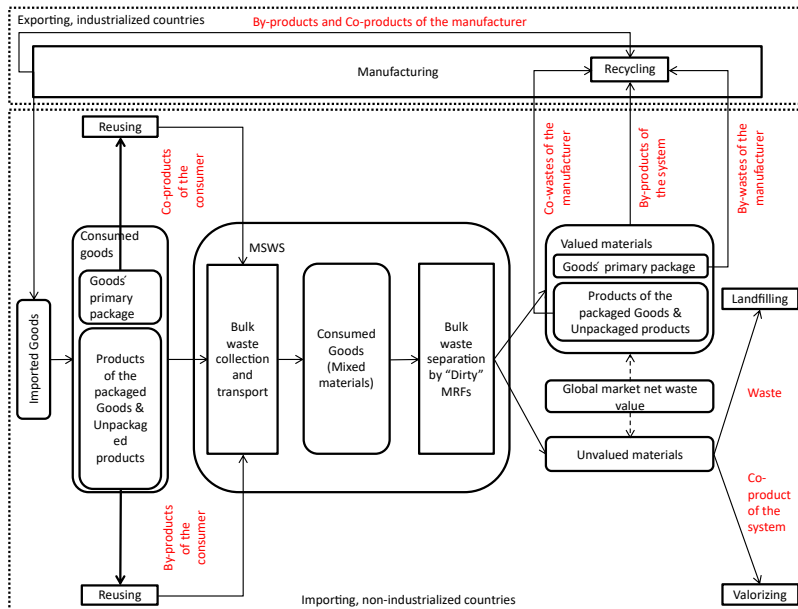 Exporting, industrialized countries
By-products and Co-products of the manufacturer
Manufacturing
Recycling
Reusing
Co-products
of the
consumer
Co-wastes of the
manufacturer
By-products of
the system
By-wastes of the
manufacturer
Consumed
goods
Goods´
primary
package
Products of
the packaged
Goods &
Unpackag
ed
products
Imported Goods
MSWS
Bulk
waste
collection
and
transport
Consumed
Goods
(Mixed
materials)
Bulk
waste
separation
by “Dirty”
MRFs
Valued materials
Goods´ primary package
Products of the
packaged Goods &
Unpackaged products
Landfilling
Global market net waste
value
Waste
Unvalued materials
Co-
product
of the
system
By-products
of the
consumer
Reusing
Valorizing
Importing, non-industrialized countries